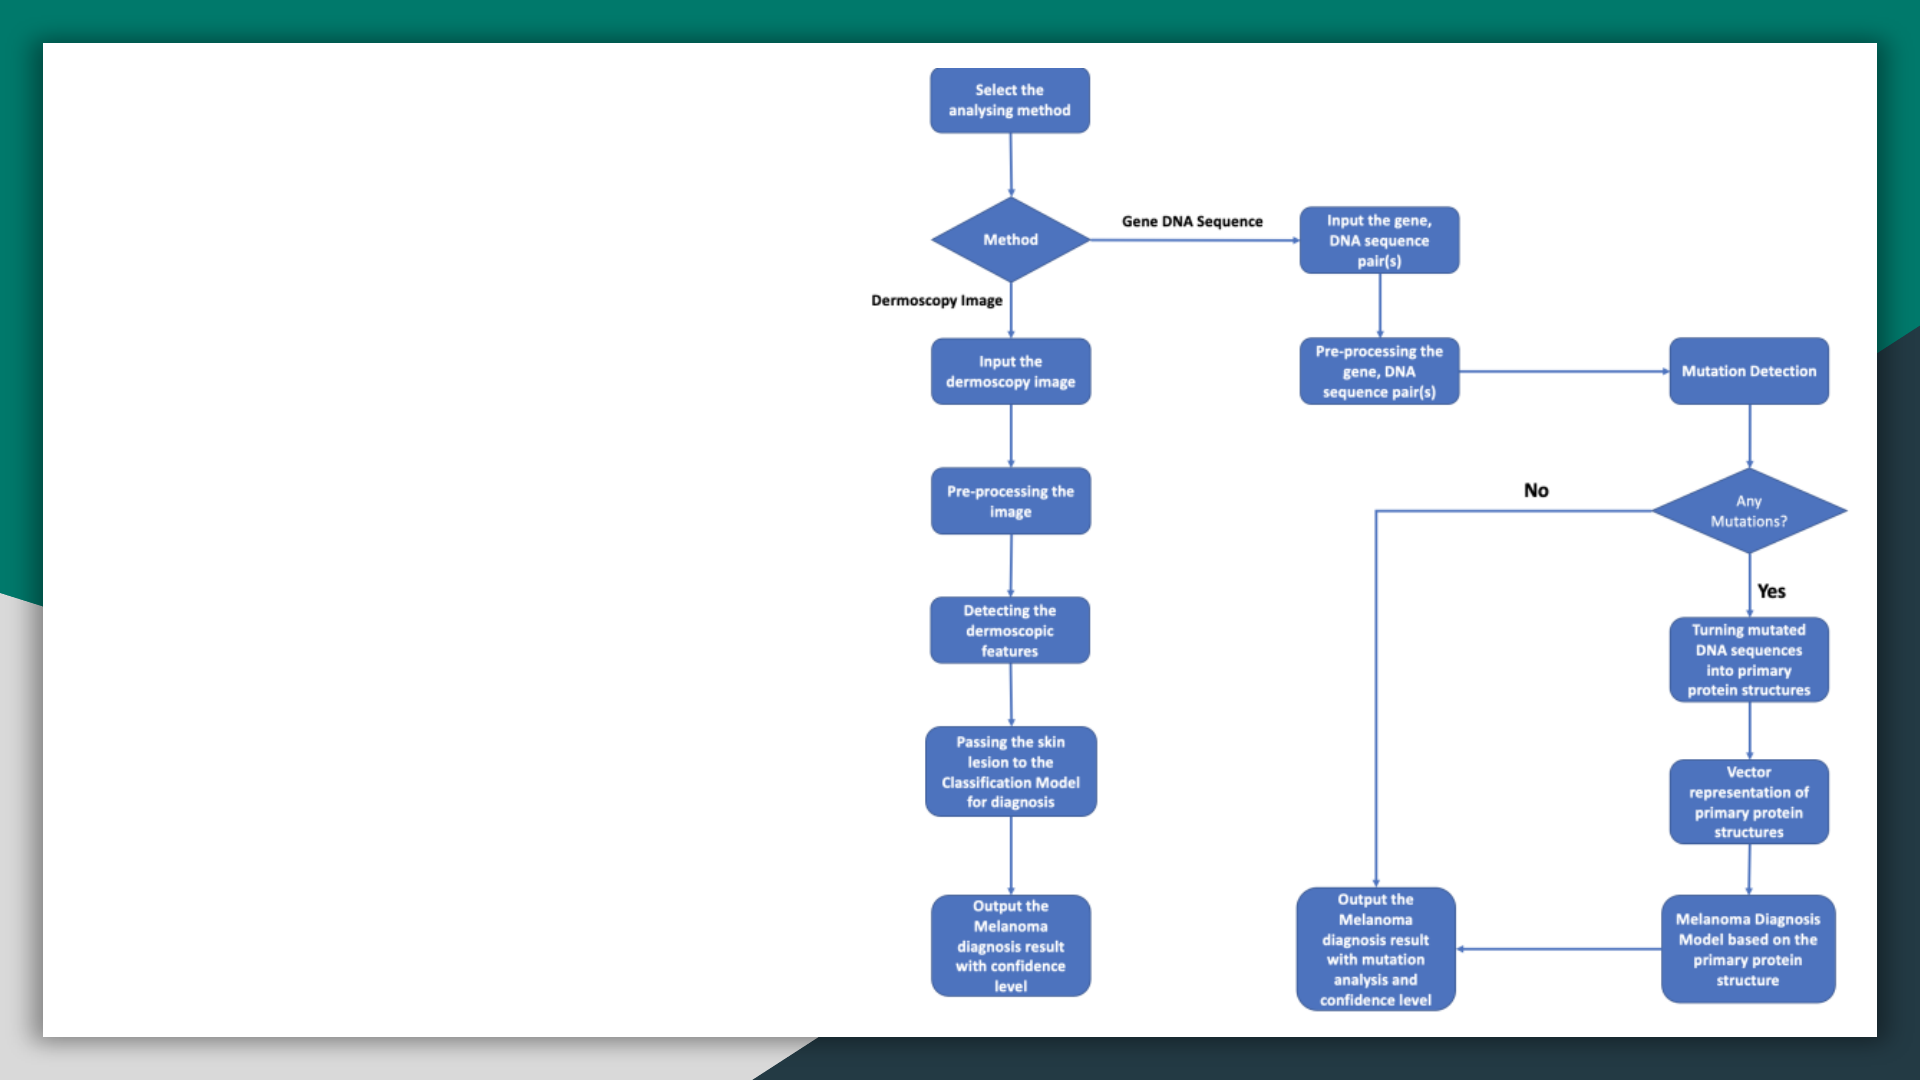 Select the
analysing method
Method
Gene DNA Sequence
Input the gene,
DNA sequence
pair(s)
Dermoscopy Image
Input the
dermoscopy image
Pre-processing the
gene, DNA
sequence pair(s)
Mutation Detection
Pre-processing the
image
No
Any
Mutations?
Yes
Detecting the
dermoscopic
features
Turning mutated
DNA sequences
into primary
protein structures
Passing the skin
lesion to the
Classification Model
for diagnosis
Vector
representation of
primary protein
structures
Output the
Melanoma
diagnosis result
with confidence
level
Output the
Melanoma
diagnosis result
with mutation
analysis and
confidence level
Melanoma Diagnosis
Model based on the
primary protein
structure